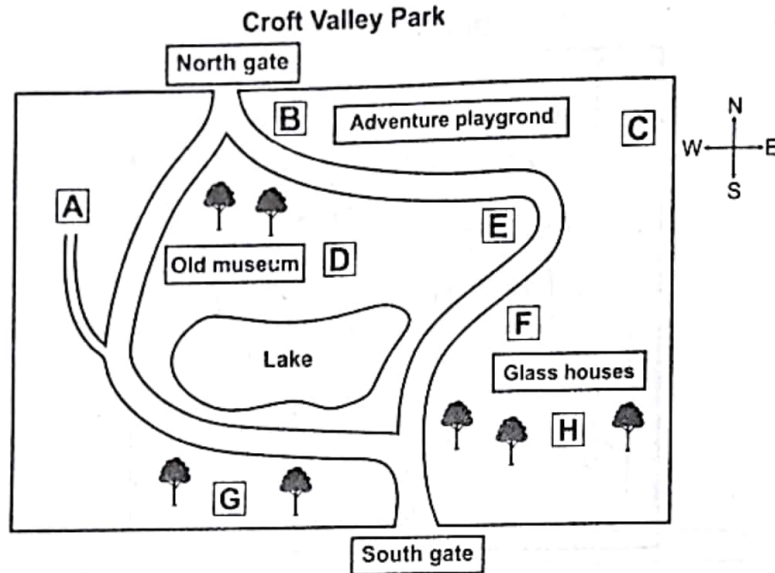 Croft Valley Park
North gate
B
Adventure playgrond
C
N
W
E
S
A
E
Old museum
D
F
Lake
Glass houses
H
G
South gate